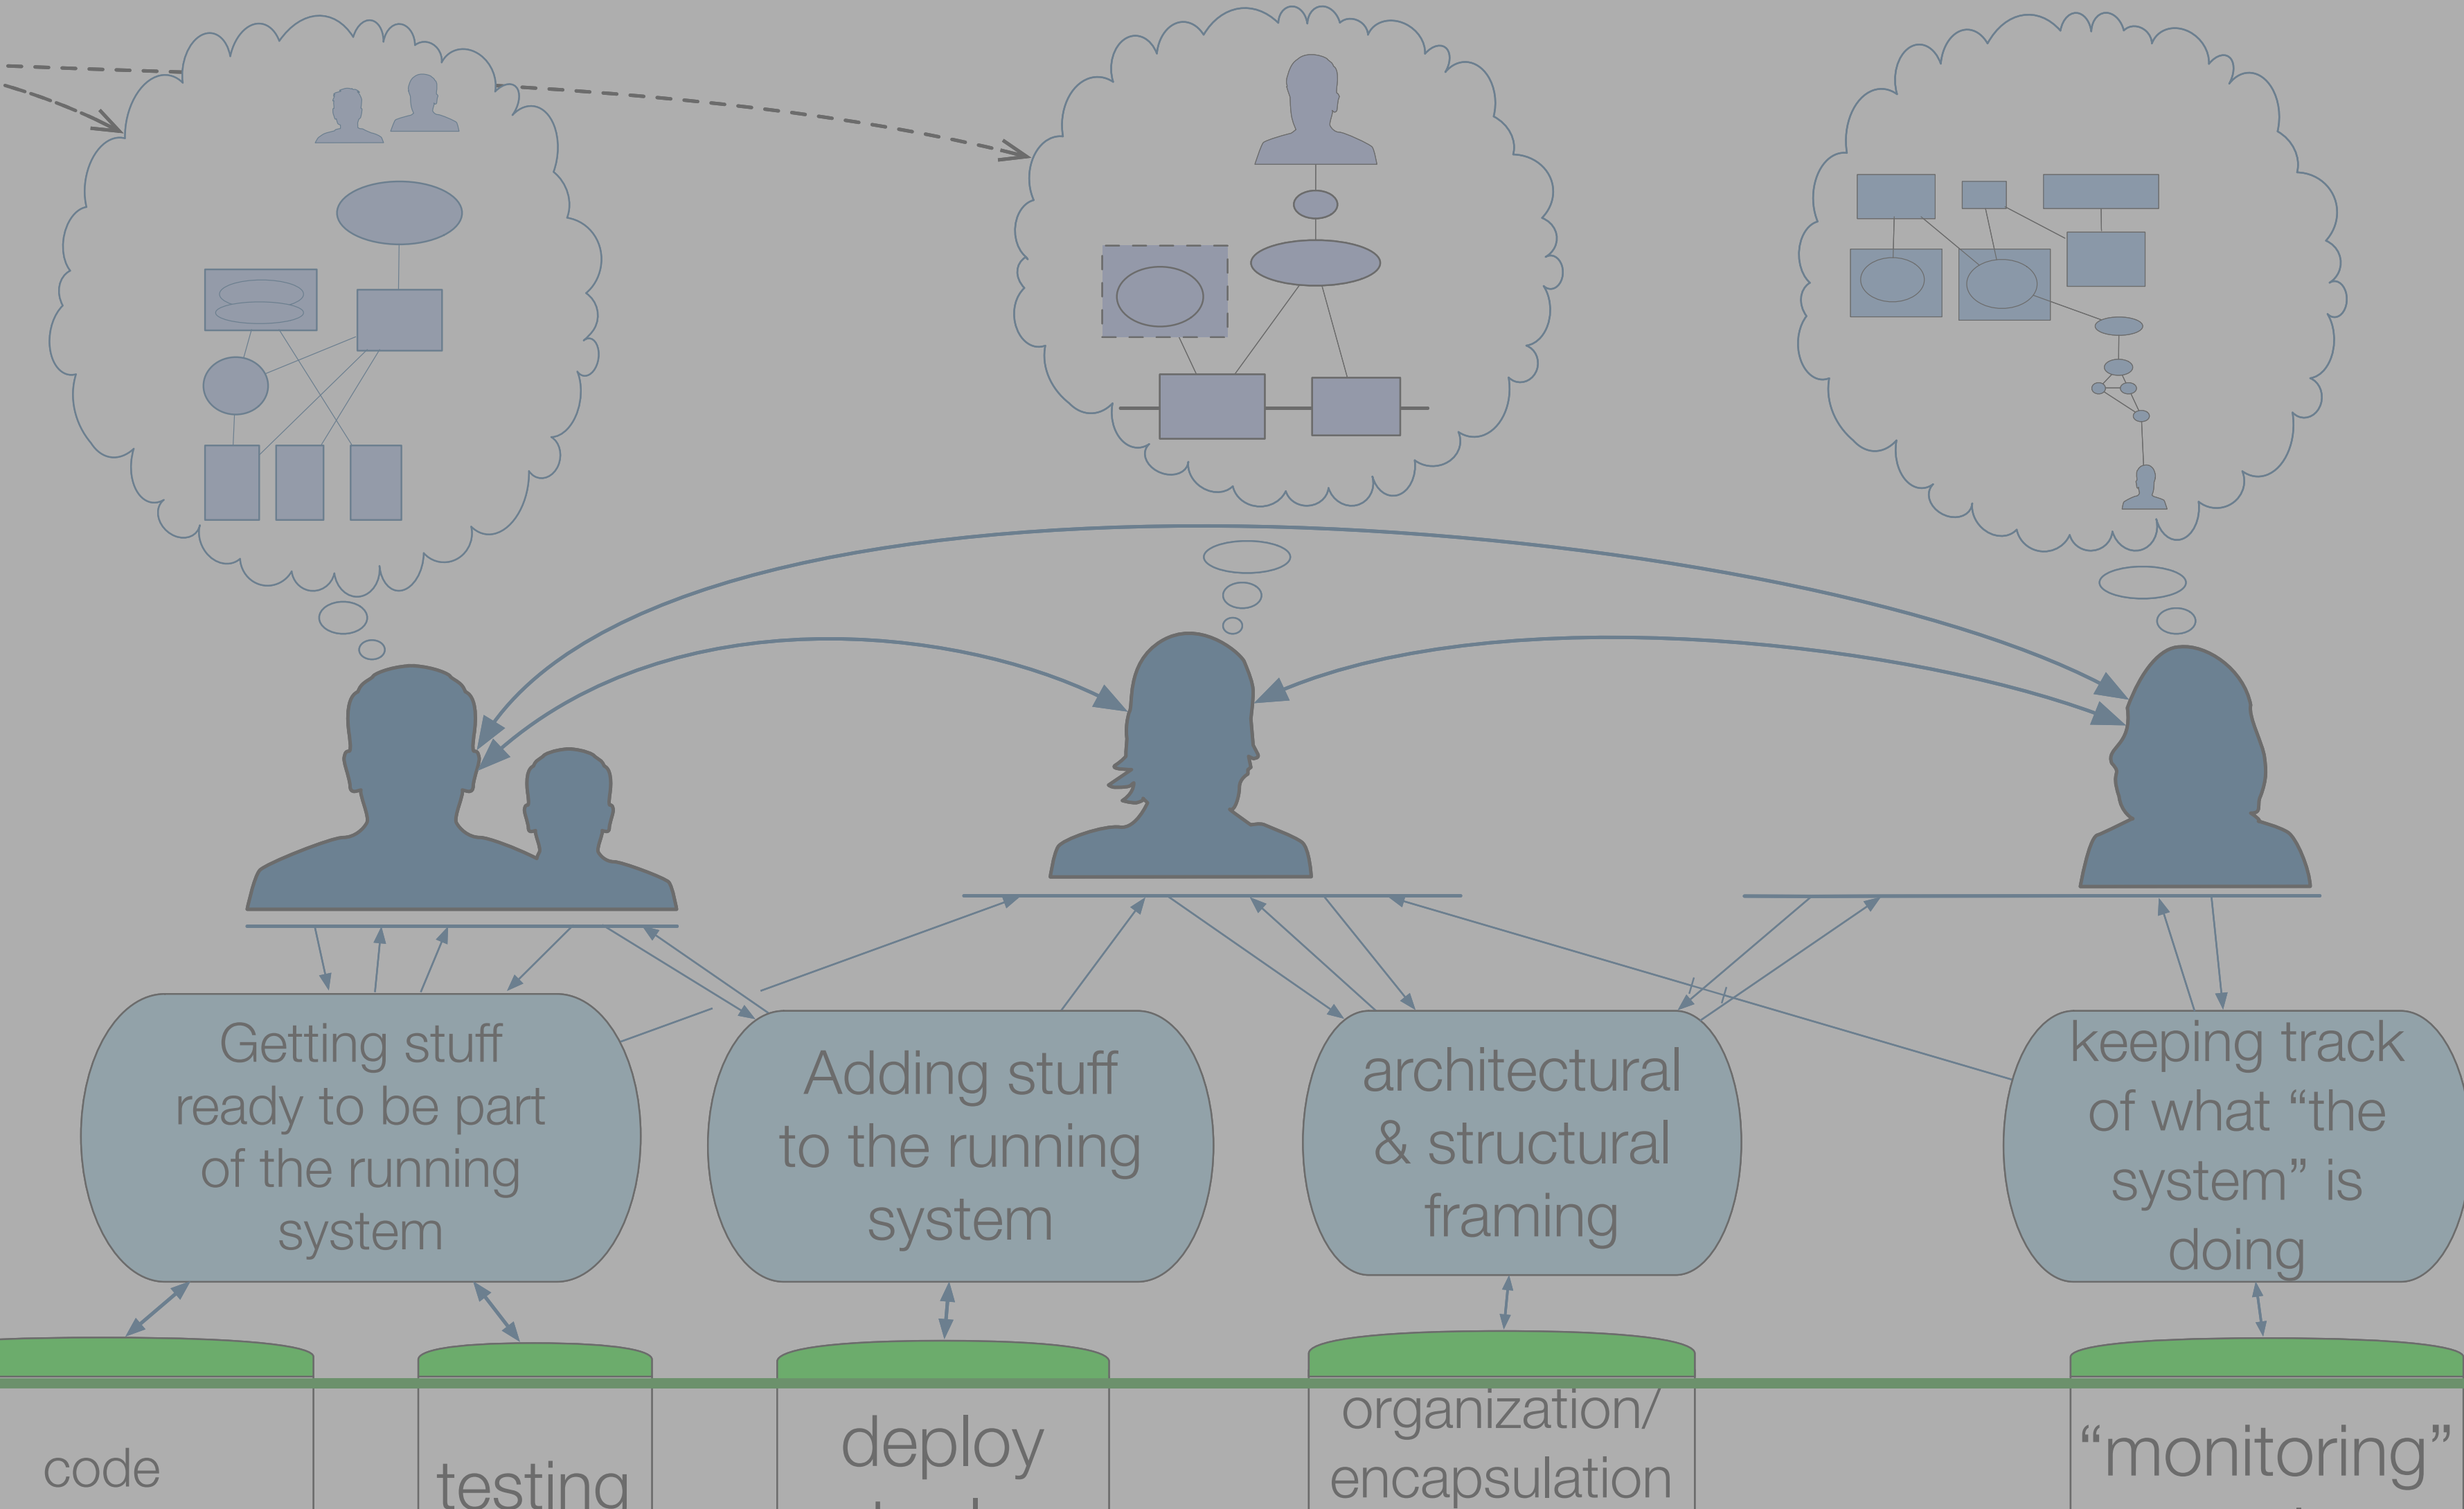 Getting stuff
ready to be part
of the running
system
Adding stuff
to the running
system
architectural
& structural
framing
keeping track
of what “the
system” is
doing
code
testing
deploy
organization/
encapsulation
“monitoring”